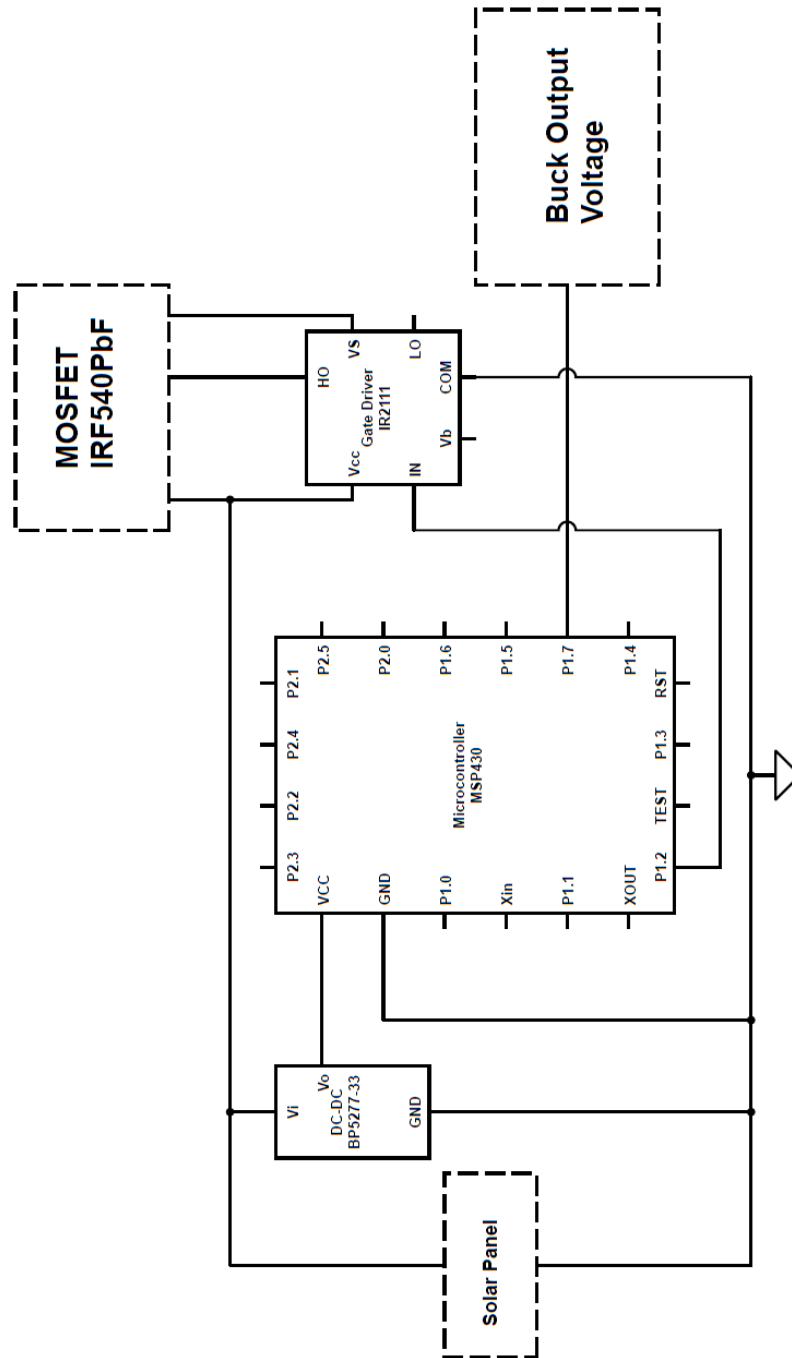 MOSFET
IRF540PbF
Buck Output
Voltage
HO
Vcc
VS
Gate Driver
IR2111
LO
IN
Vb
COM
P2.3
P2.2
P2.4
P2.1
VCC
P2.5
GND
P2.0
P1.0
P1.6
Microcontroller
MSP430
Xin
P1.5
P1.1
P1.7
XOUT
P1.4
P1.2
TEST
P1.3
RST
Vi
Vo
DC-DC
BP5277-33
GND
Solar Panel